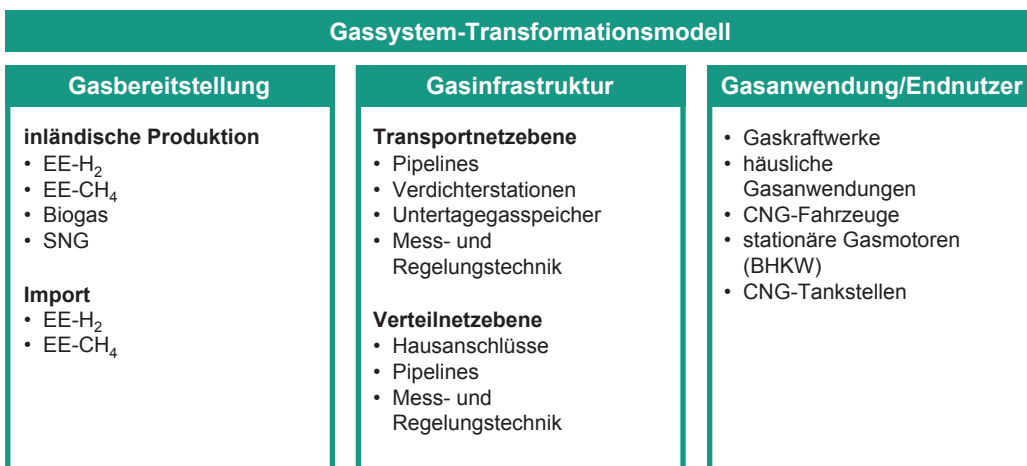 Gassystem-Transformationsmodell
Gasbereitstellung
inländische Produktion
• EE-H₂
• EE-CH₄
• Biogas
• SNG
Import
• EE-H₂
• EE-CH₄
Gasinfrastruktur
Transportnetzebene
• Pipelines
• Verdichterstationen
• Untertagegasspeicher
• Mess- und
Regelungstechnik
Verteilnetzebene
• Hausanschlüsse
• Pipelines
• Mess- und
Regelungstechnik
Gasanwendung/Endnutzer
• Gaskraftwerke
• häusliche
Gasanwendungen
• CNG-Fahrzeuge
• stationäre Gasmotoren
(BHKW)
• CNG-Tankstellen